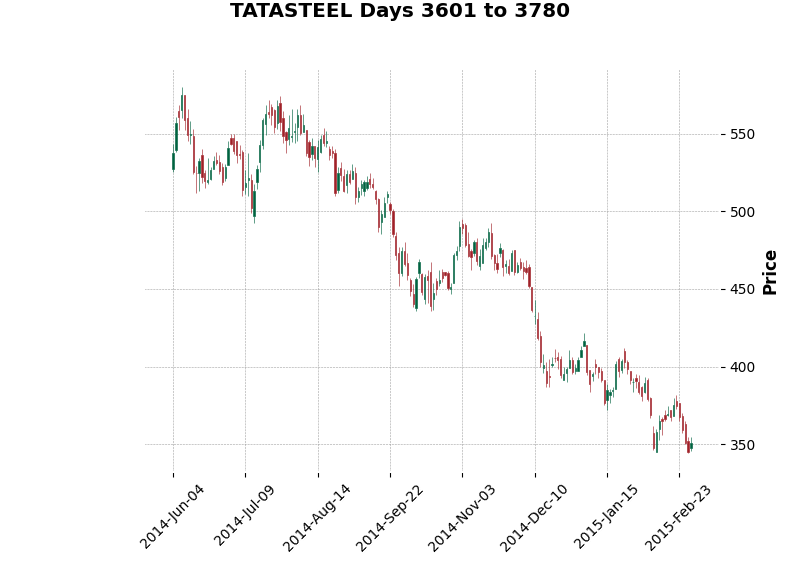 TATASTEEL Days 3601 to 3780
550
500
450
400
350
Price
2014-Jun-04
2014-Jul-09
2014-Aug-14
2014-Sep-22
2014-Nov-03
2014-Dec-10
2015-Jan-15
2015-Feb-23